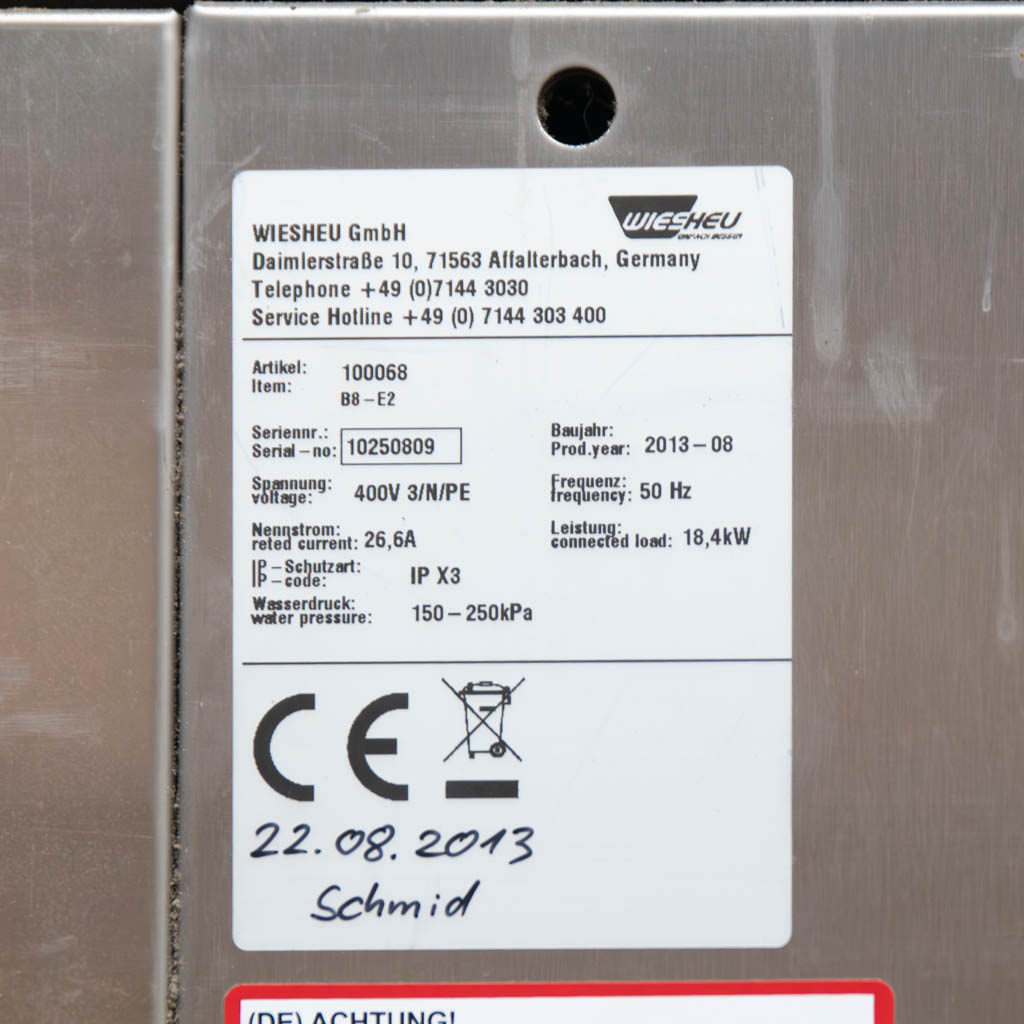 WIESHEU
EINFACH BESSER
WIESHEU GmbH
Daimlerstraße 10, 71563 Affalterbach, Germany
Telephone +49 (0)7144 3030
Service Hotline +49 (0) 7144 303 400
Artikel: 100068
Item: B8-E2
Seriennr.:
Serial-no: 10250809
Baujahr:
Prod.year: 2013-08
Spannung:
voltage: 400V 3/N/PE
Frequenz:
frequency: 50 Hz
Nennstrom:
reted current: 26,6A
Leistung:
connected load: 18,4kW
IP-Schutzart:
IP-code: IP X3
Wasserdruck:
water pressure: 150-250kPa
CE
22.08.2013
Schmid
(DE) ACHTUNG!